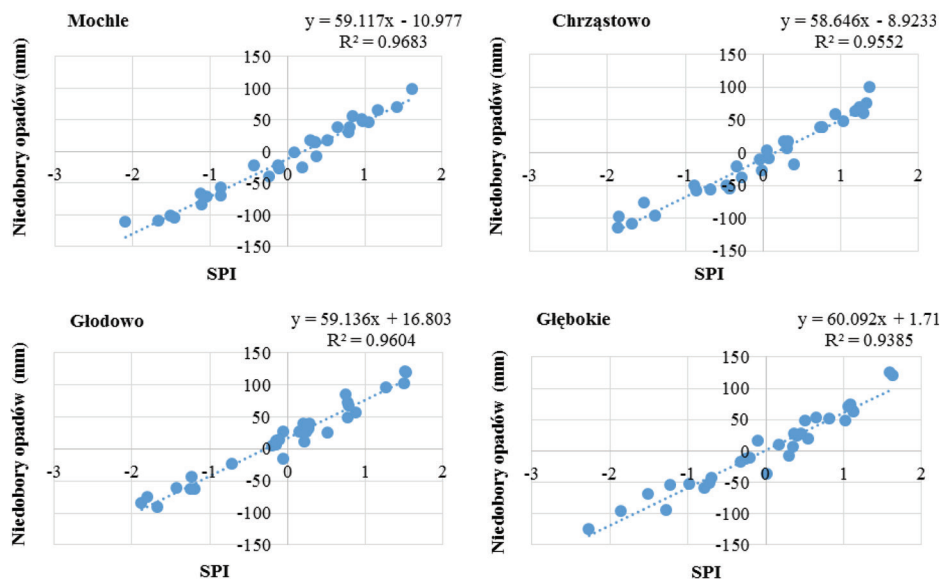 Mochle
y = 59.117x - 10.977
R² = 0.9683
Niedobory opadów (mm)
150
100
50
0
-50
-100
-150
-3
-2
-1
0
1
2
SPI
Chrząstowo
y = 58.646x - 8.9233
R² = 0.9552
Niedobory opadów (mm)
150
100
50
0
-50
-100
-150
-3
-2
-1
0
1
2
SPI
Głodowo
y = 59.136x + 16.803
R² = 0.9604
Niedobory opadów (mm)
150
100
50
0
-50
-100
-150
-3
-2
-1
0
1
2
SPI
Głębokie
y = 60.092x + 1.71
R² = 0.9385
Niedobory opadów (mm)
150
100
50
0
-50
-100
-150
-3
-2
-1
0
1
2
SPI